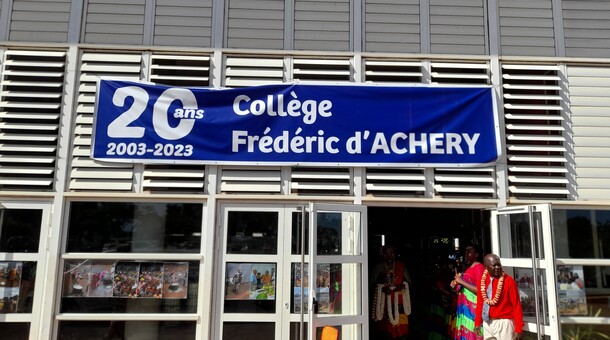 20 ans
2003-2023
Collège
Frédéric d'ACHERY